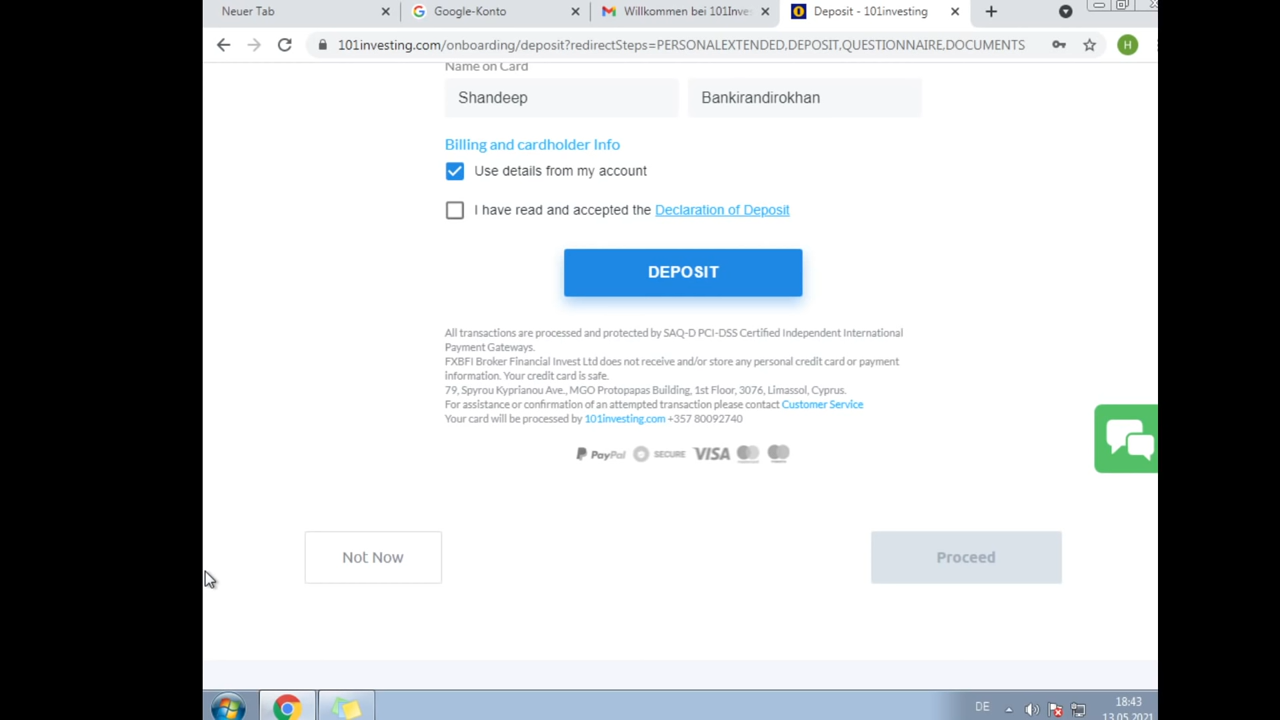 Neuer Tab
Google-Konto
Willkommen bei 101Inves
Deposit - 101investing
101investing.com/onboarding/deposit?redirectSteps=PERSONALEXTENDED,DEPOSIT,QUESTIONNAIRE,DOCUMENTS
H
Name on Card
Shandeep
Bankirandirokhan
Billing and cardholder Info
Use details from my account
I have read and accepted the Declaration of Deposit
DEPOSIT
All transactions are processed and protected by SAQ-D PCI-DSS Certified Independent International
Payment Gateways.
FXBFI Broker Financial Invest Ltd does not receive and/or store any personal credit card or payment
information. Your credit card is safe.
79, Spyrou Kyprianou Ave., MGO Protopapas Building, 1st Floor, 3076, Limassol, Cyprus.
For assistance or confirmation of an attempted transaction please contact Customer Service
Your card will be processed by 101investing.com +357 80092740
PayPal SECURE VISA
Not Now
Proceed
DE
18:43
13.05.2021